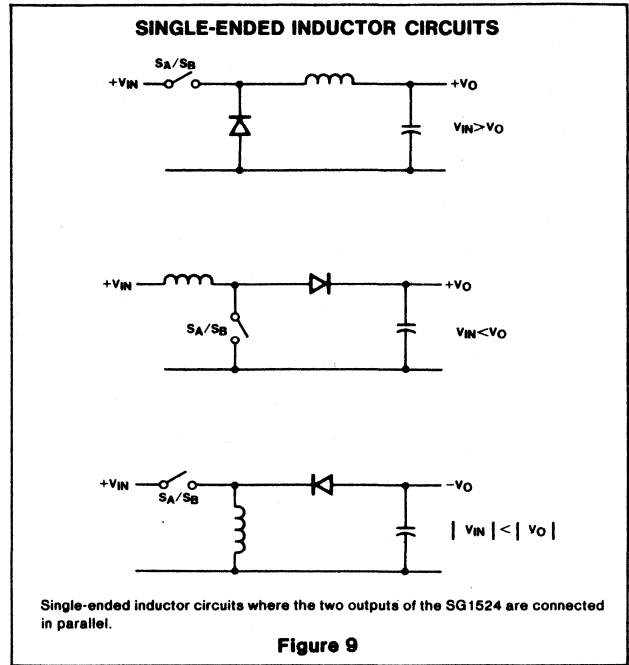 SINGLE-ENDED INDUCTOR CIRCUITS
SA/SB
+VIN
+VO
VIN>VO
+VIN
+VO
SA/SB
VIN<VO
+VIN
SA/SB
-VO
| VIN | < | VO |
Single-ended inductor circuits where the two outputs of the SG1524 are connected
in parallel.
Figure 9